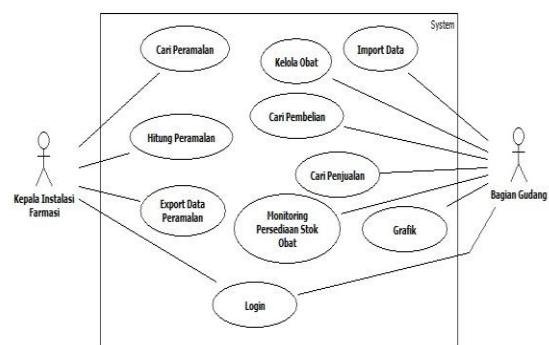 System
Cari Peramalan
Import Data
Kelola Obat
Cari Pembelian
Hitung Peramalan
Cari Penjualan
Kepala Instalasi
Farmasi
Bagian Gudang
Export Data
Peramalan
Monitoring
Persediaan Stok
Obat
Grafik
Login